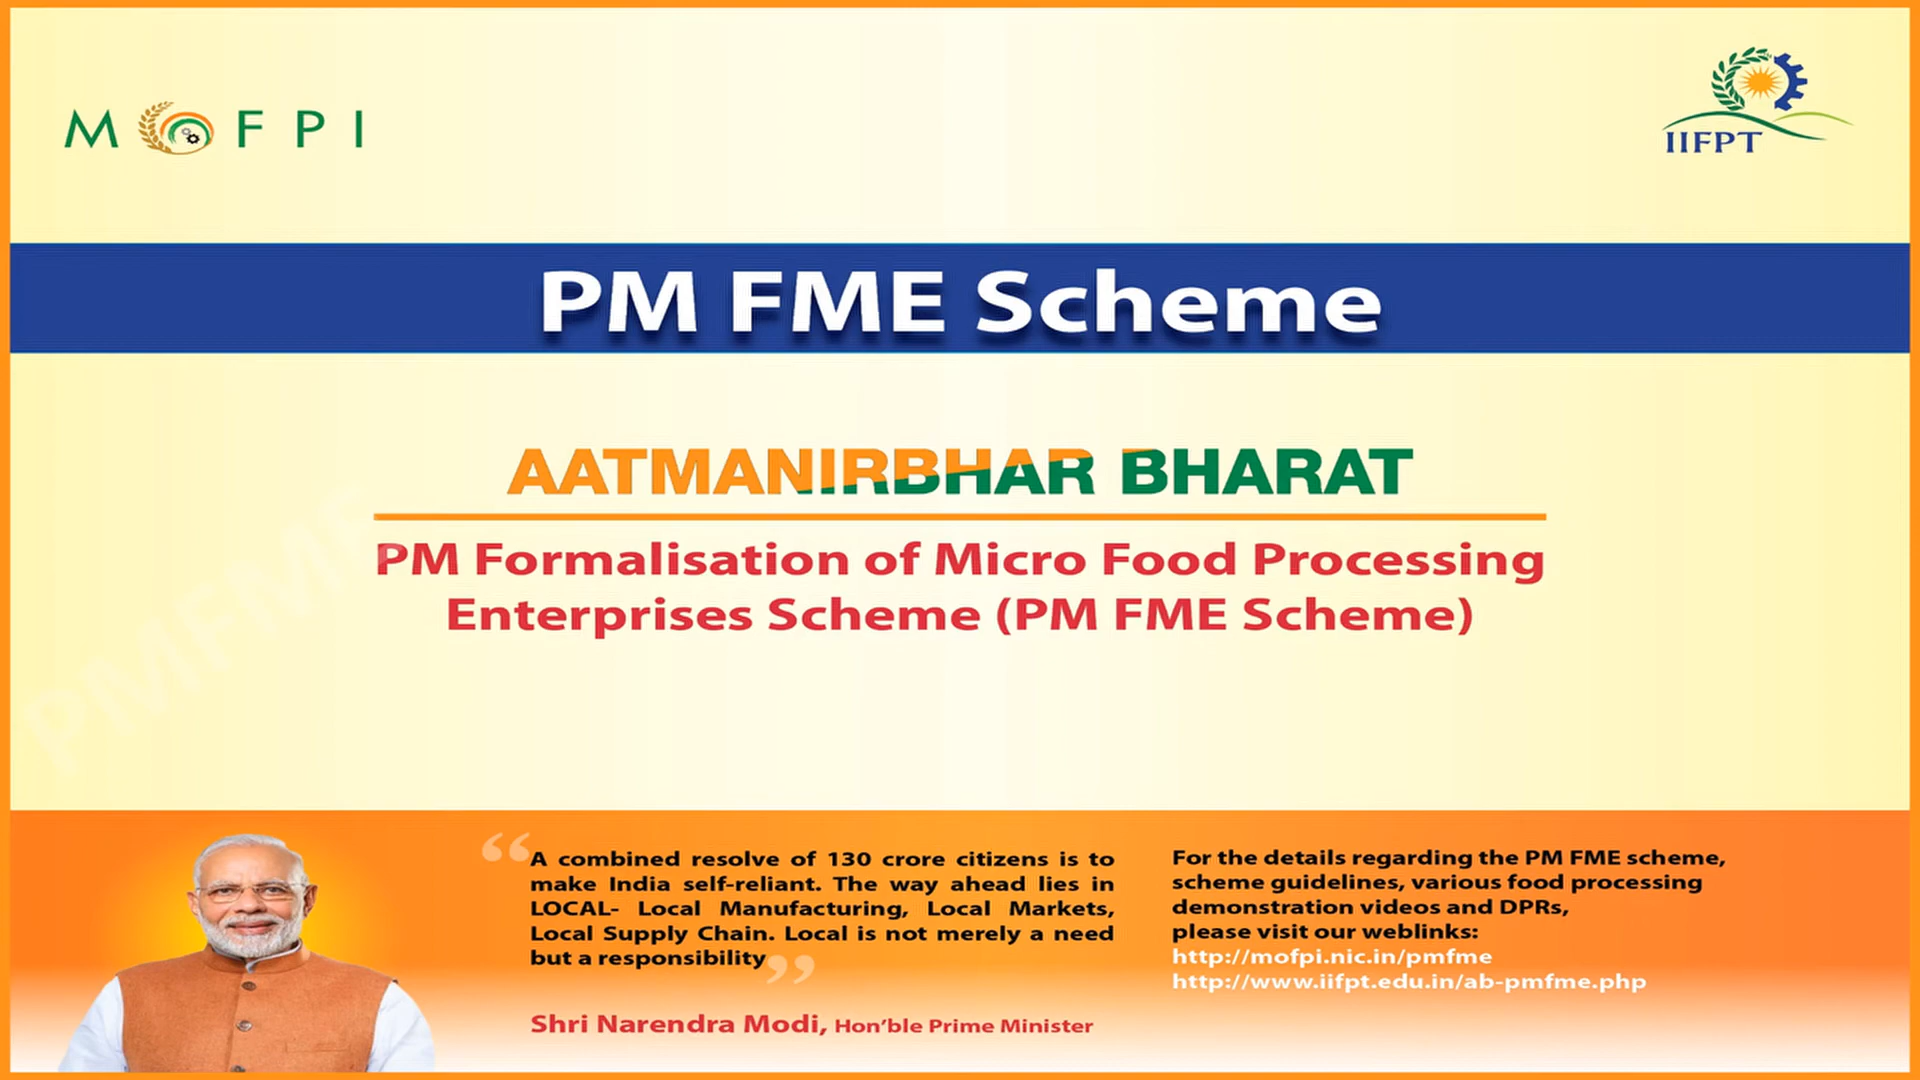 MOFPI
IIFPT
PM FME Scheme
AATMANIRBHAR BHARAT
PM Formalisation of Micro Food Processing
Enterprises Scheme (PM FME Scheme)
PMFME
“A combined resolve of 130 crore citizens is to
make India self-reliant. The way ahead lies in
LOCAL- Local Manufacturing, Local Markets,
Local Supply Chain. Local is not merely a need
but a responsibility”
Shri Narendra Modi, Hon’ble Prime Minister
For the details regarding the PM FME scheme,
scheme guidelines, various food processing
demonstration videos and DPRs,
please visit our weblinks:
http://mofpi.nic.in/pmfme
http://www.iifpt.edu.in/ab-pmfme.php